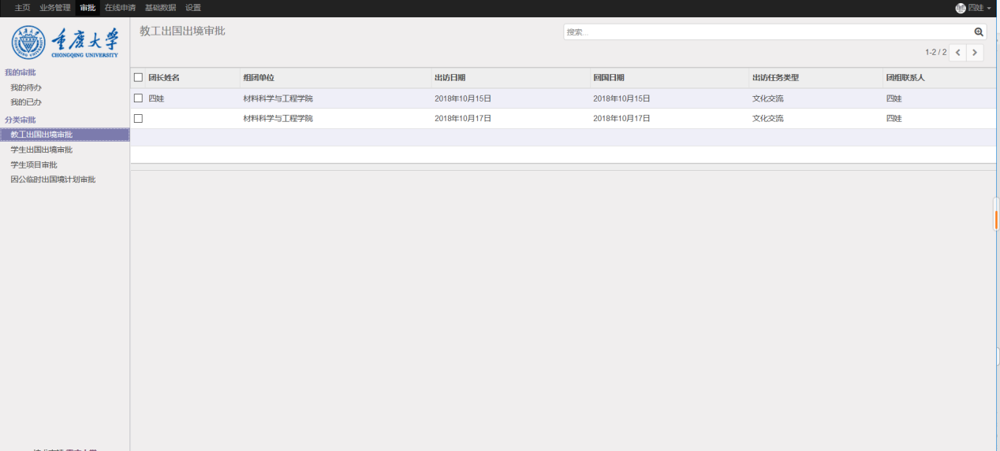 主页 业务管理 审批 在线申请 基础数据 设置 四娃
重庆大学
CHONGQING UNIVERSITY
教工出国出境审批
搜索...
1-2 / 2
我的审批
我的待办
我的已办
分类审批
教工出国出境审批
学生出国出境审批
学生项目审批
因公临时出国境计划审批
团长姓名 组团单位 出访日期 回国日期 出访任务类型 团组联系人
四娃 材料科学与工程学院 2018年10月15日 2018年10月15日 文化交流 四娃
材料科学与工程学院 2018年10月17日 2018年10月17日 文化交流 四娃